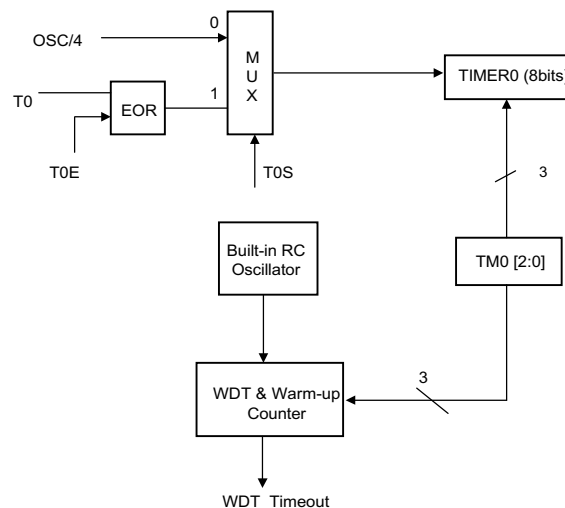 0
OSC/4
M
U
X
TIMER0 (8bits)
T0
EOR
1
T0E
T0S
3
Built-in RC
Oscillator
TM0 [2:0]
3
WDT & Warm-up
Counter
WDT Timeout